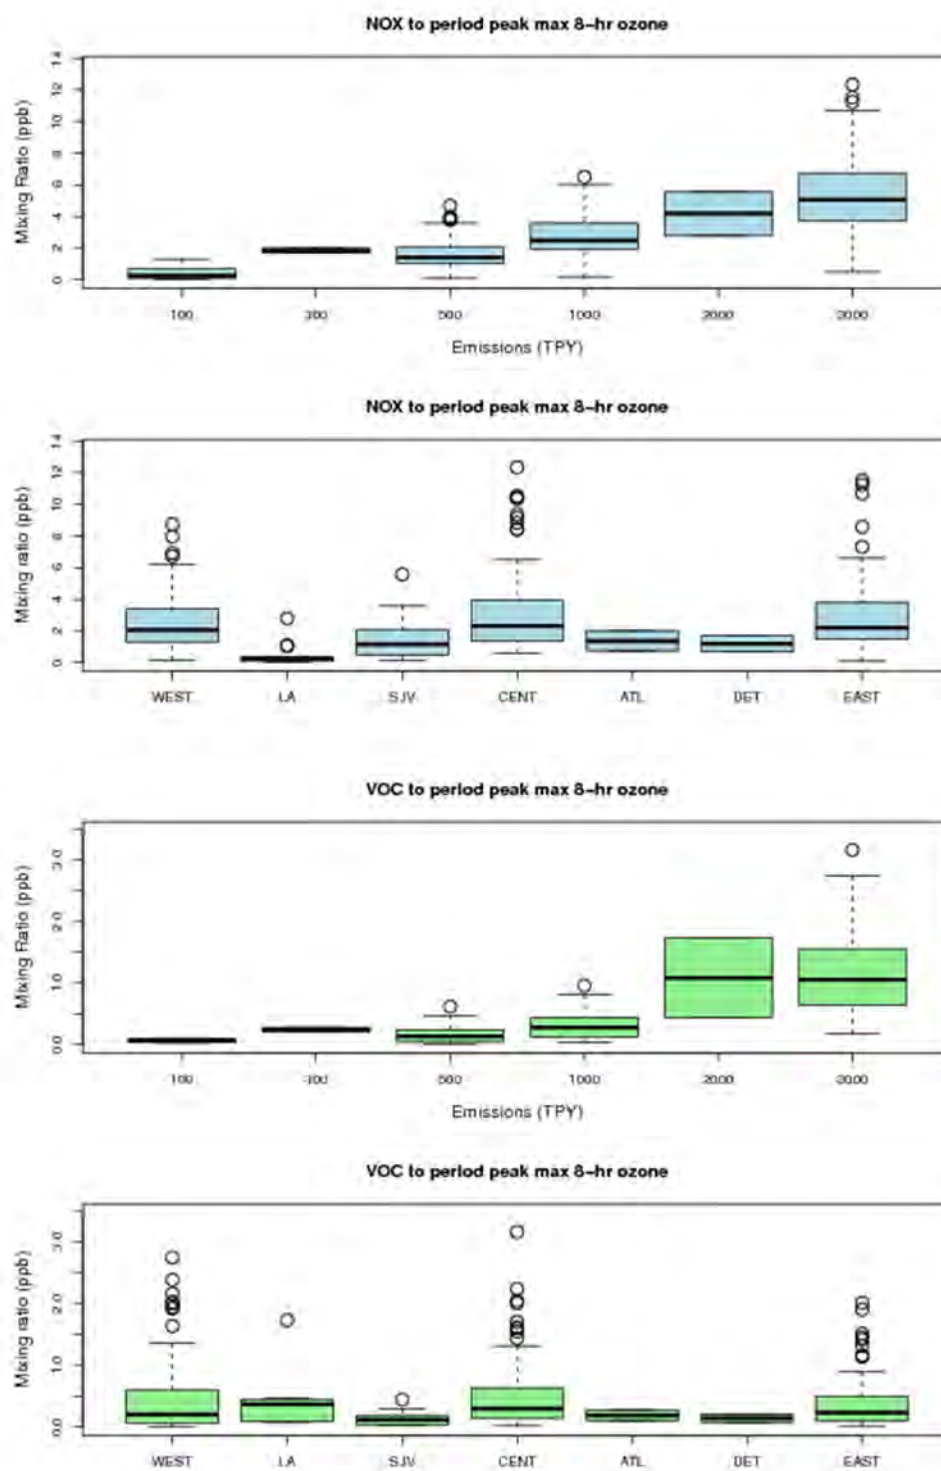 NOX to period peak max 8-hr ozone
Mixing Ratio (ppb)
14
12
10
8
6
4
2
0
100
300
500
1000
2000
3000
Emissions (TPY)
NOX to period peak max 8-hr ozone
Mixing ratio (ppb)
14
12
10
8
6
4
2
0
WEST
LA
SJV
CENT
ATL
DET
EAST
VOC to period peak max 8-hr ozone
Mixing Ratio (ppb)
3.0
2.0
1.0
0.0
100
300
500
1000
2000
3000
Emissions (TPY)
VOC to period peak max 8-hr ozone
Mixing ratio (ppb)
3.0
2.0
1.0
0.0
WEST
LA
SJV
CENT
ATL
DET
EAST